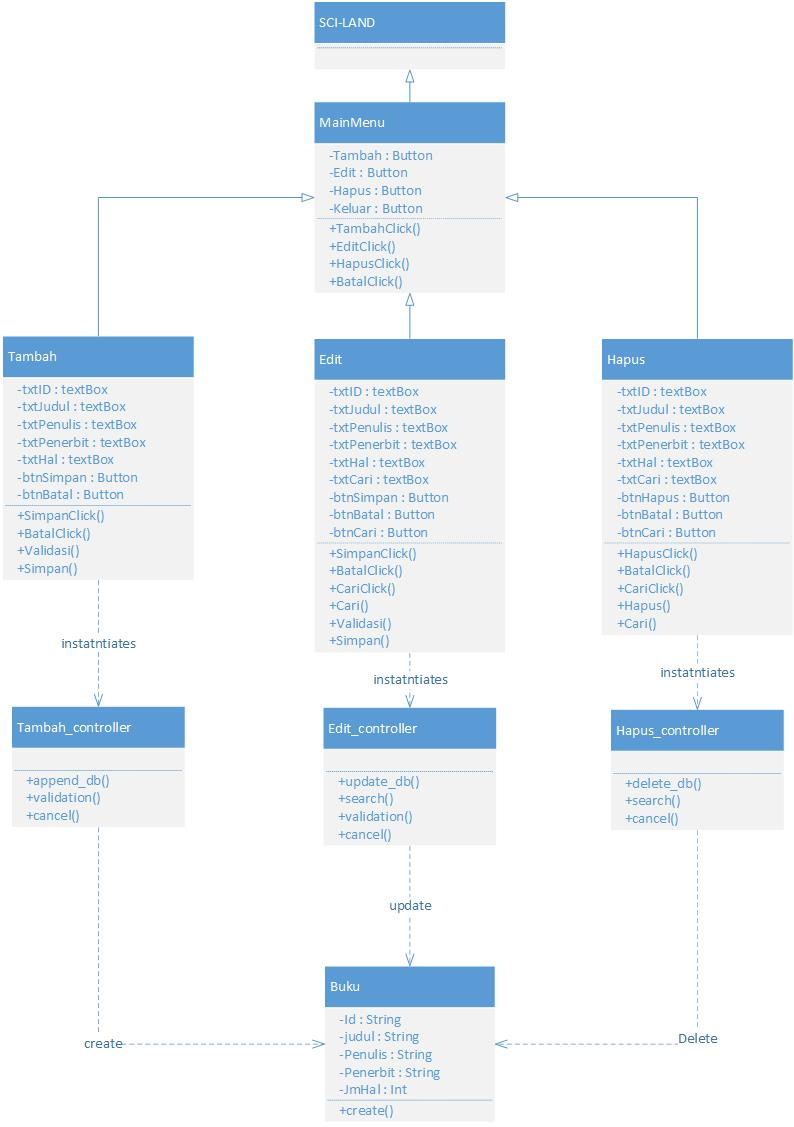 SCI-LAND
MainMenu
-Tambah : Button
-Edit : Button
-Hapus : Button
-Keluar : Button
+TambahClick()
+EditClick()
+HapusClick()
+BatalClick()
Tambah
-txtID : textBox
-txtJudul : textBox
-txtPenulis : textBox
-txtPenerbit : textBox
-txtHal : textBox
-btnSimpan : Button
-btnBatal : Button
+SimpanClick()
+BatalClick()
+Validasi()
+Simpan()
Edit
-txtID : textBox
-txtJudul : textBox
-txtPenulis : textBox
-txtPenerbit : textBox
-txtHal : textBox
-txtCari : textBox
-btnSimpan : Button
-btnBatal : Button
-btnCari : Button
+SimpanClick()
+BatalClick()
+CariClick()
+Cari()
+Validasi()
+Simpan()
Hapus
-txtID : textBox
-txtJudul : textBox
-txtPenulis : textBox
-txtPenerbit : textBox
-txtHal : textBox
-txtCari : textBox
-btnHapus : Button
-btnBatal : Button
-btnCari : Button
+HapusClick()
+BatalClick()
+CariClick()
+Hapus()
+Cari()
instatntiates
instatntiates
instatntiates
Tambah_controller
+append_db()
+validation()
+cancel()
Edit_controller
+update_db()
+search()
+validation()
+cancel()
Hapus_controller
+delete_db()
+search()
+cancel()
update
create
Delete
Buku
-Id : String
-judul : String
-Penulis : String
-Penerbit : String
-JmHal : Int
+create()